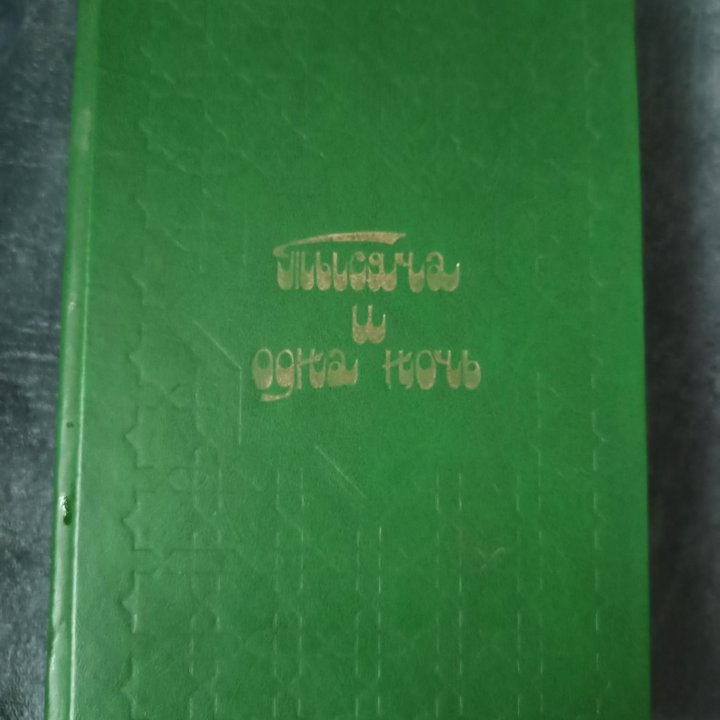 Тысяча
и
одна ночь